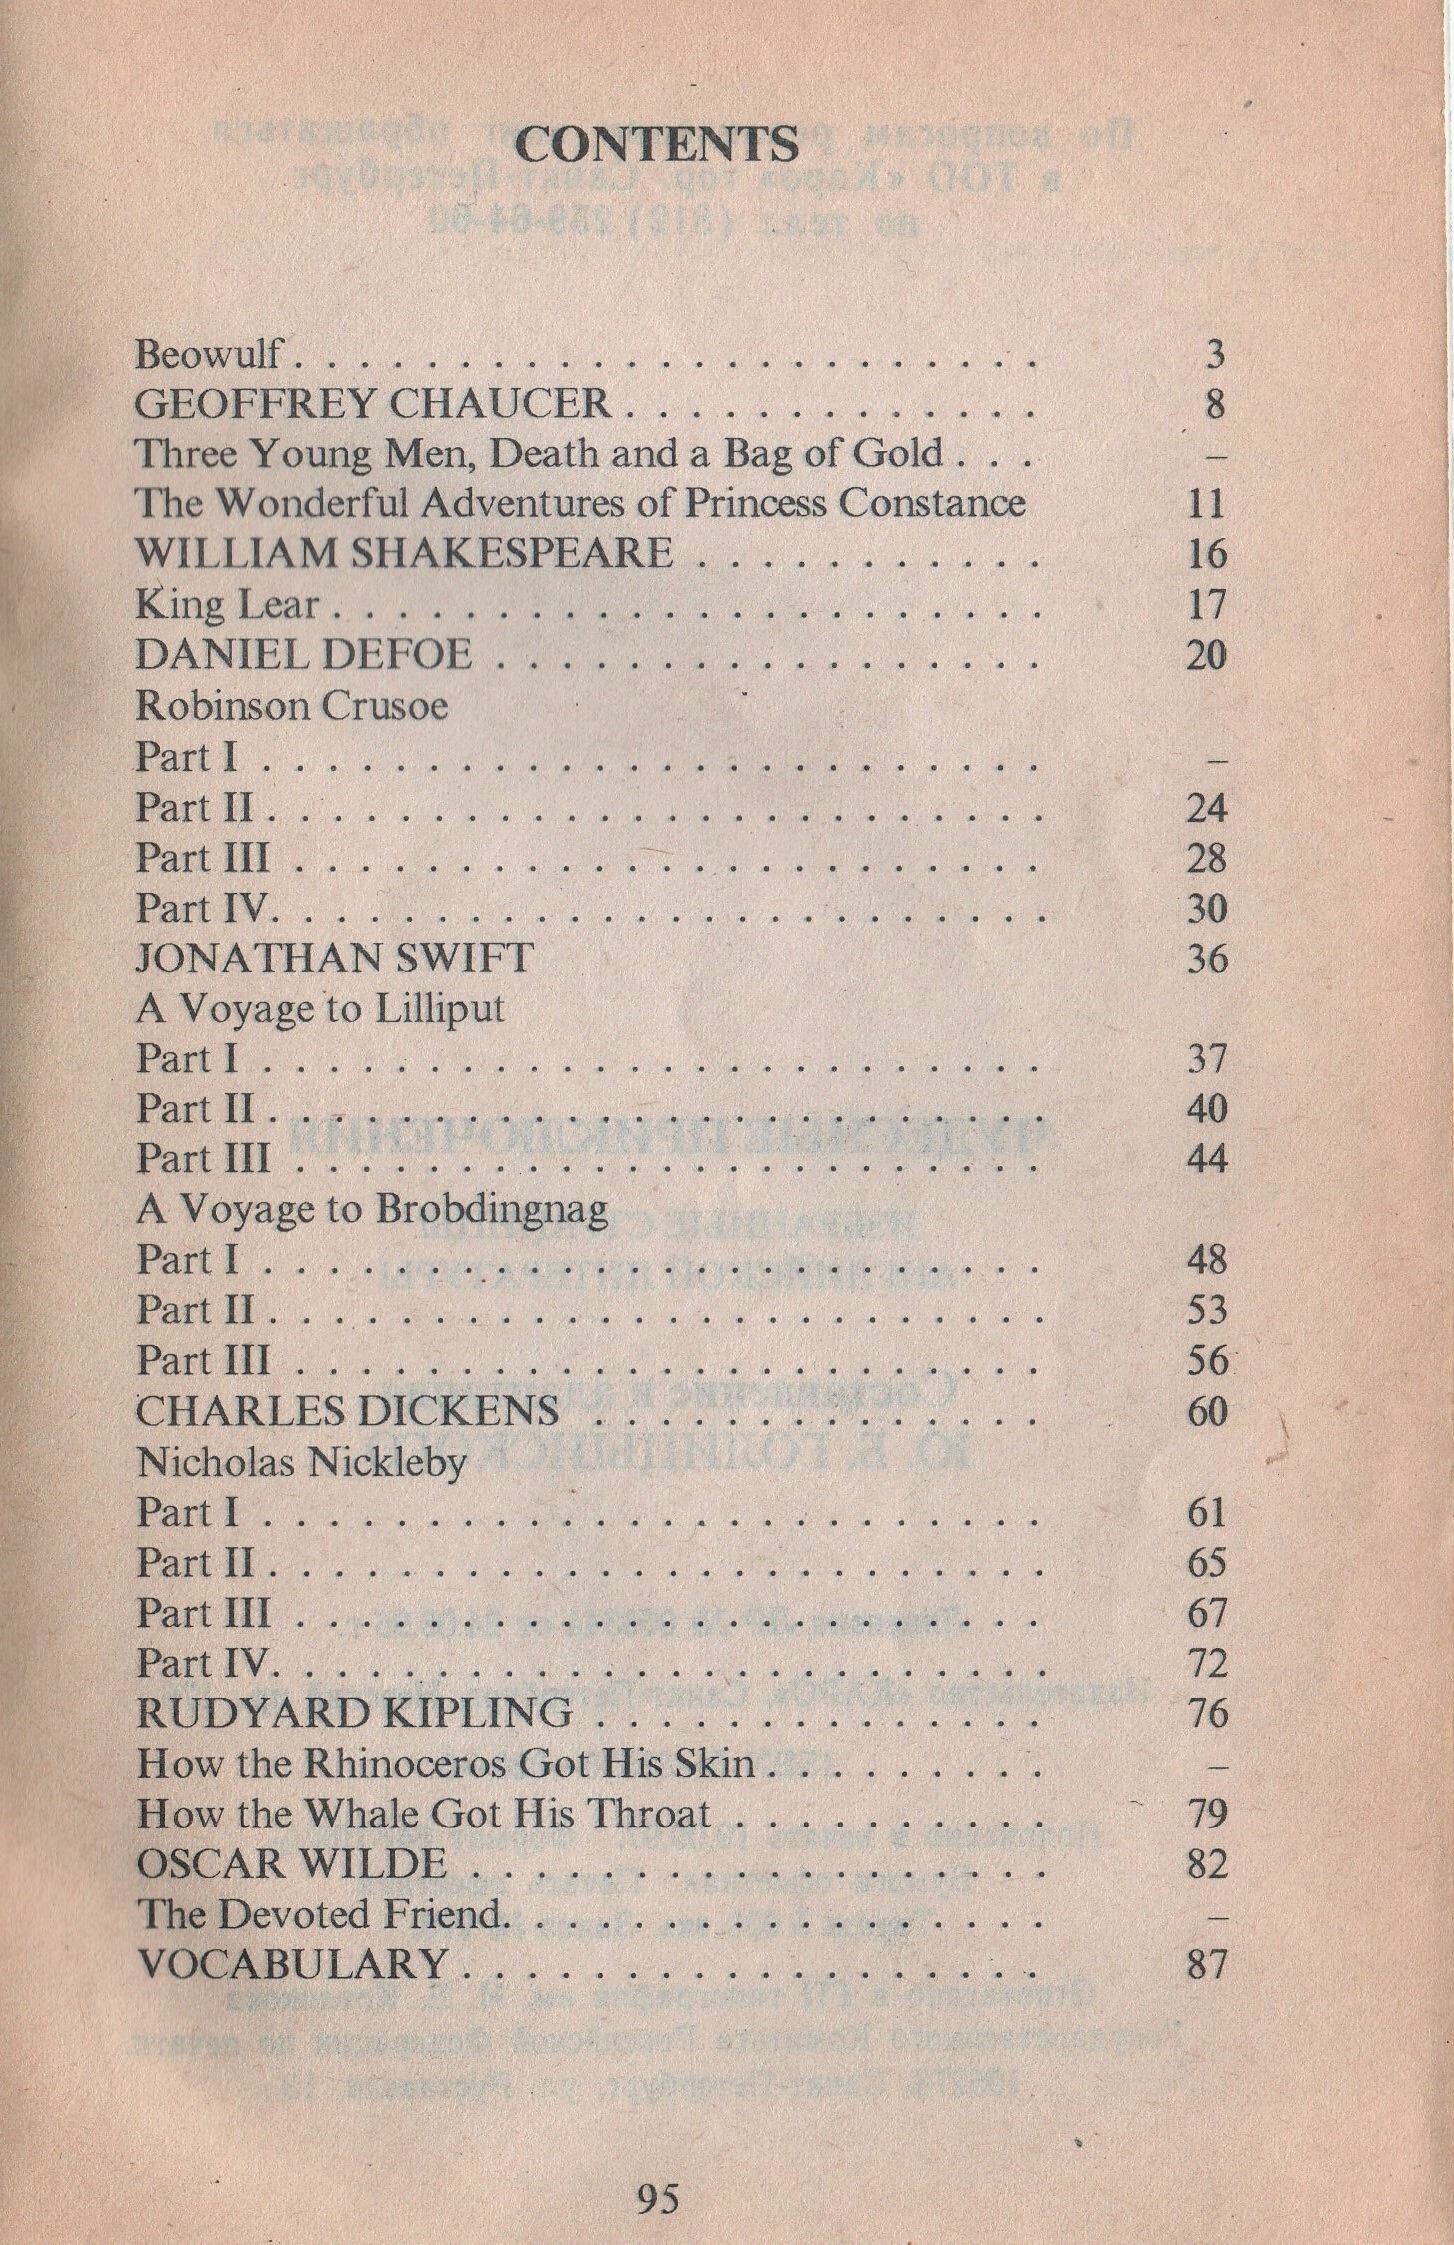 CONTENTS
Beowulf. . . . . . . . . . . . . . . . . . . . . . . 3
GEOFFREY CHAUCER . . . . . . . . . . . . . 8
Three Young Men, Death and a Bag of Gold . . . –
The Wonderful Adventures of Princess Constance 11
WILLIAM SHAKESPEARE . . . . . . . . . . . 16
King Lear . . . . . . . . . . . . . . . . . . . . . . 17
DANIEL DEFOE . . . . . . . . . . . . . . . . . 20
Robinson Crusoe
Part I . . . . . . . . . . . . . . . . . . . . . . . . –
Part II . . . . . . . . . . . . . . . . . . . . . . . . 24
Part III . . . . . . . . . . . . . . . . . . . . . . . 28
Part IV. . . . . . . . . . . . . . . . . . . . . . . . 30
JONATHAN SWIFT 36
A Voyage to Lilliput
Part I . . . . . . . . . . . . . . . . . . . . . . . . 37
Part II . . . . . . . . . . . . . . . . . . . . . . . . 40
Part III . . . . . . . . . . . . . . . . . . . . . . . 44
A Voyage to Brobdingnag
Part I . . . . . . . . . . . . . . . . . . . . . . . . 48
Part II . . . . . . . . . . . . . . . . . . . . . . . . 53
Part III . . . . . . . . . . . . . . . . . . . . . . . 56
CHARLES DICKENS . . . . . . . . . . . . . . 60
Nicholas Nickleby
Part I . . . . . . . . . . . . . . . . . . . . . . . . 61
Part II . . . . . . . . . . . . . . . . . . . . . . . . 65
Part III . . . . . . . . . . . . . . . . . . . . . . . 67
Part IV. . . . . . . . . . . . . . . . . . . . . . . . 72
RUDYARD KIPLING . . . . . . . . . . . . . . 76
How the Rhinoceros Got His Skin . . . . . . . . . –
How the Whale Got His Throat . . . . . . . . . . 79
OSCAR WILDE . . . . . . . . . . . . . . . . . . 82
The Devoted Friend. . . . . . . . . . . . . . . . . –
VOCABULARY . . . . . . . . . . . . . . . . . . 87
95